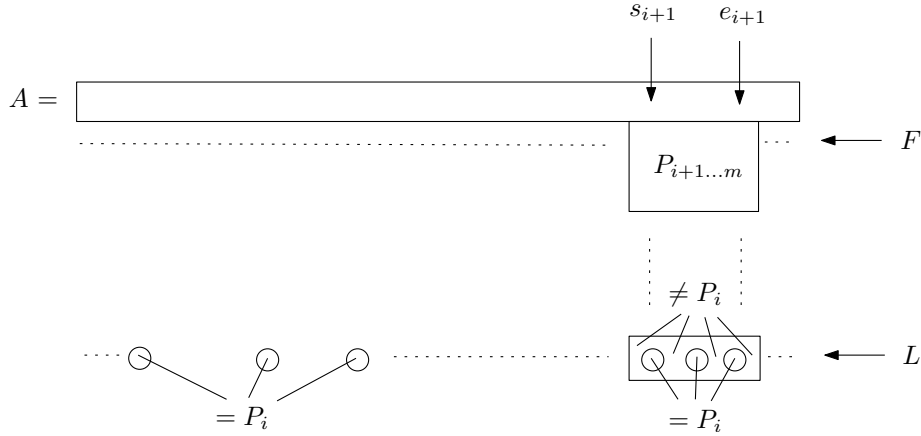 s_{i+1} e_{i+1}
A =
F
P_{i+1...m}
≠ P_i
L
= P_i = P_i